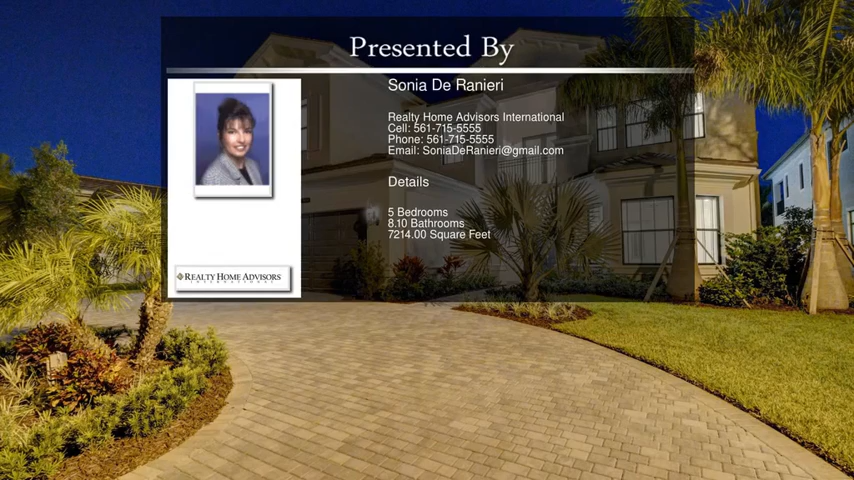 Presented By
Sonia De Ranieri
Realty Home Advisors International
Cell: 561-715-5555
Phone: 561-715-5555
Email: SoniaDeRanieri@gmail.com
Details
5 Bedrooms
8.10 Bathrooms
7214.00 Square Feet
REALTY HOME ADVISORS
INTERNATIONAL